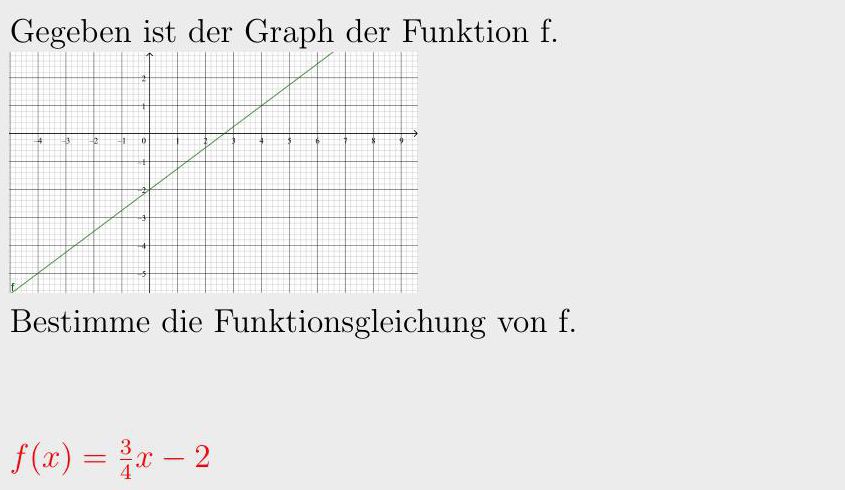 Gegeben ist der Graph der Funktion f.
2
1
-4 -3 -2 -1 0 1 2 3 4 5 6 7 8 9
-1
-2
-3
-4
-5
f
Bestimme die Funktionsgleichung von f.
f(x) = \frac{3}{4}x − 2